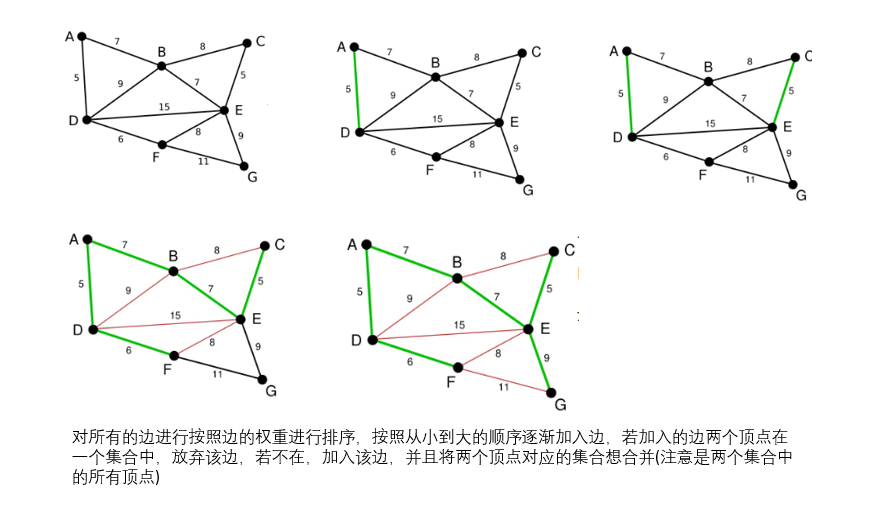 A 7 B 8 C
5 9 7 5
D 15 E
6 F 8 9
11 G
A 7 B 8 C
5 9 7 5
D 15 E
6 F 8 9
11 G
A 7 B 8 C
5 9 7 5
D 15 E
6 F 8 9
11 G
A 7 B 8 C
5 9 7 5
D 15 E
6 F 8 9
11 G
A 7 B 8 C
5 9 7 5
D 15 E
6 F 8 9
11 G
对所有的边进行按照边的权重进行排序，按照从小到大的顺序逐渐加入边，若加入的边两个顶点在
一个集合中，放弃该边，若不在，加入该边，并且将两个顶点对应的集合想合并(注意是两个集合中
的所有顶点)